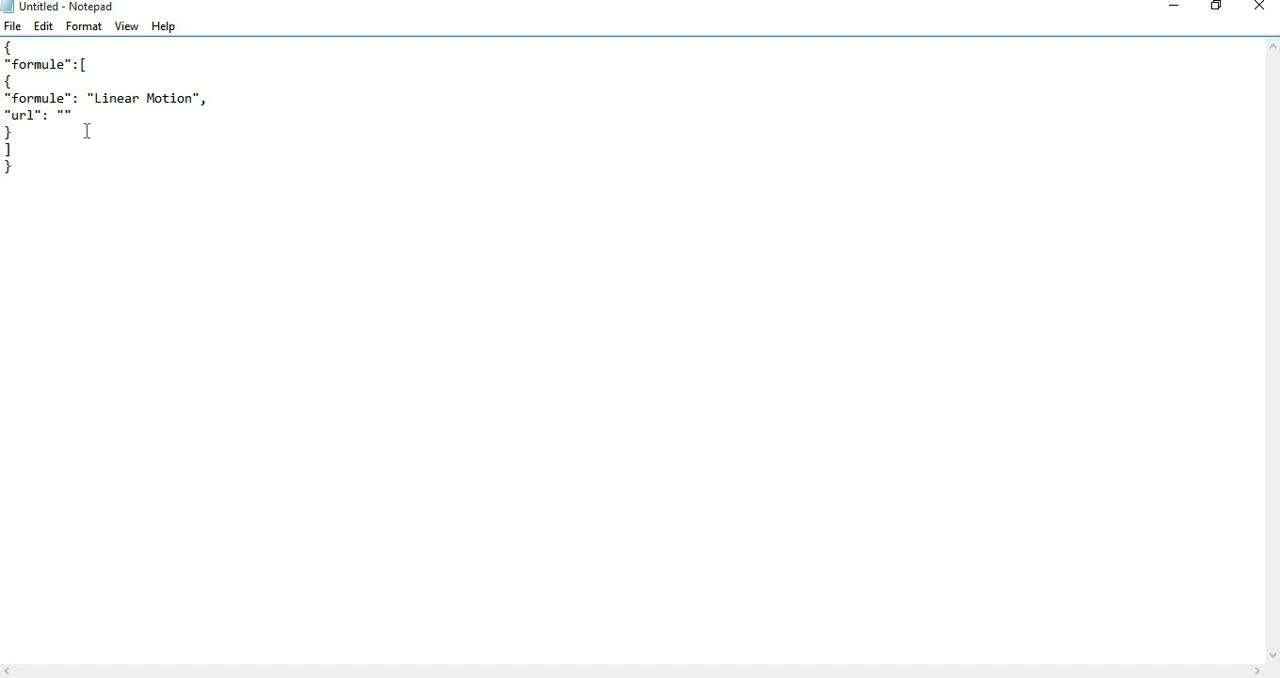 Untitled - Notepad
File Edit Format View Help
{
"formule":[
{
"formule": "Linear Motion",
"url": ""
}
]
}